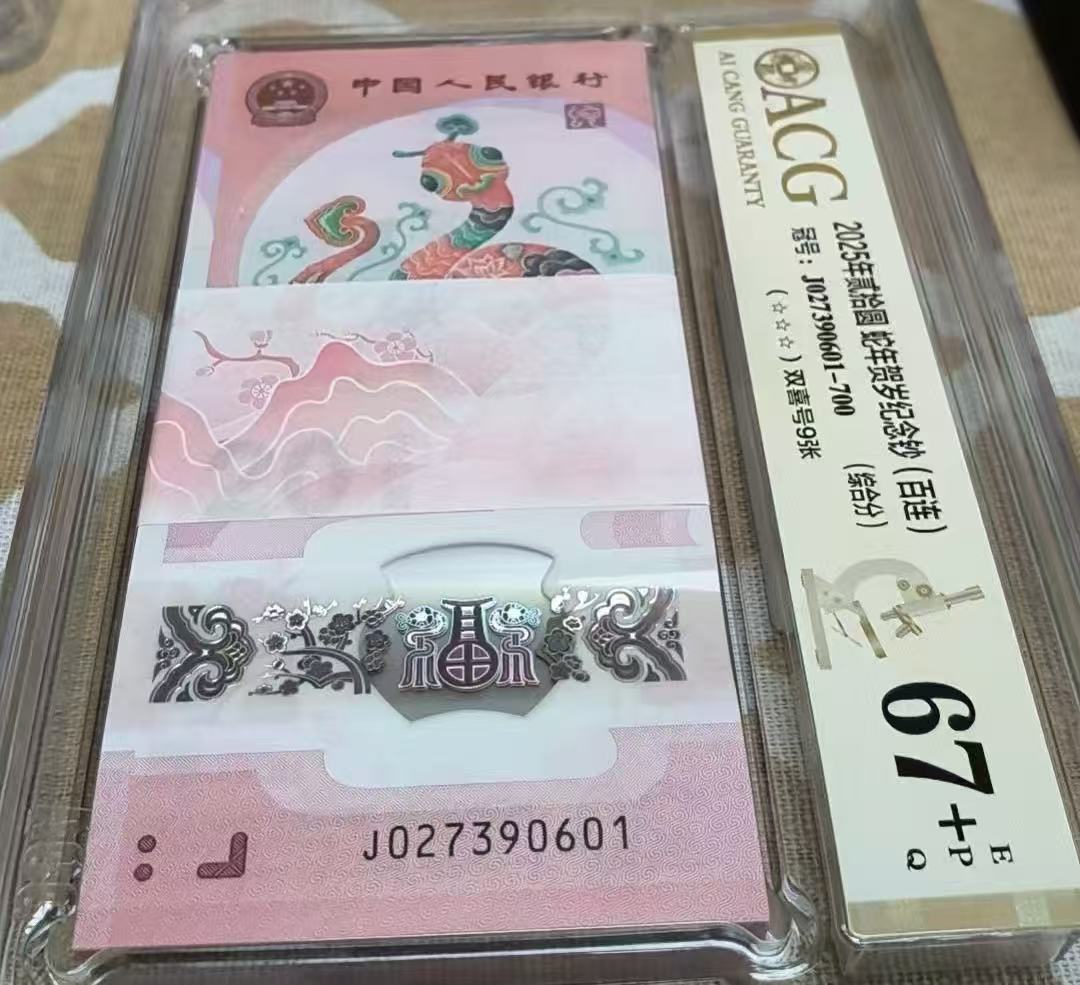 中国人民银行
J027390601
ACG
AI CANG GUARANTY
2025年贰拾圆 蛇年贺岁纪念钞（百连）
冠号：J027390601-700 （综合分）
（☆☆☆）双喜号9张
67+
E
P
Q